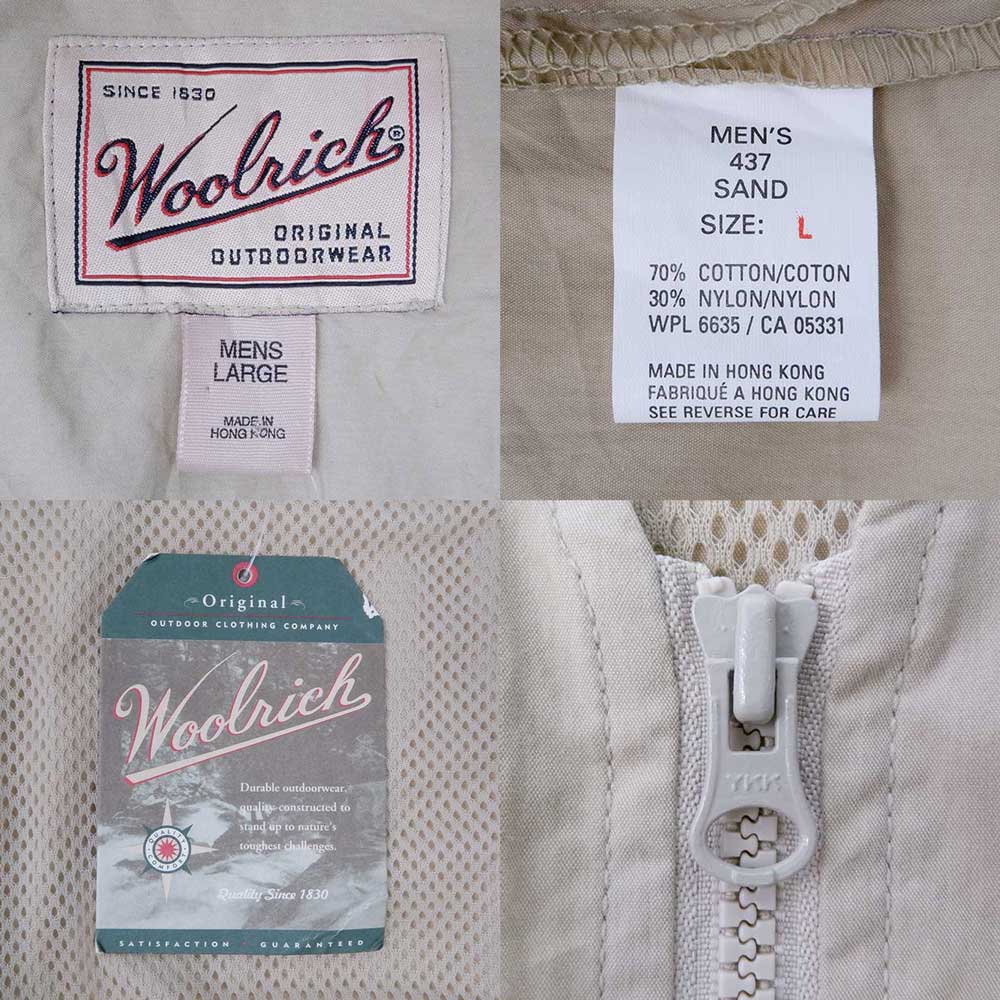 SINCE 1830
Woolrich®
ORIGINAL
OUTDOORWEAR
MENS
LARGE
MADE IN
HONG KONG
MEN'S
437
SAND
SIZE: L
70% COTTON/COTON
30% NYLON/NYLON
WPL 6635 / CA 05331
MADE IN HONG KONG
FABRIQUÉ A HONG KONG
SEE REVERSE FOR CARE
Original
OUTDOOR CLOTHING COMPANY
Woolrich
Durable outdoorwear,
quality-constructed to
stand up to nature's
toughest challenges.
QUALITY
COMFORT
Quality Since 1830
SATISFACTION GUARANTEED
YKK